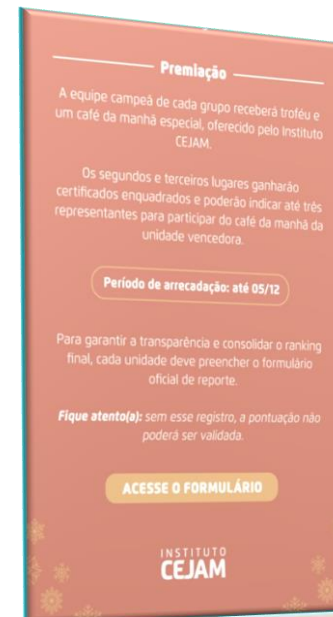 Premiação
A equipe campeã de cada grupo receberá troféu e
um café da manhã especial, oferecido pelo Instituto
CEJAM.
Os segundos e terceiros lugares ganharão
certificados enquadrados e poderão indicar até três
representantes para participar do café da manhã da
unidade vencedora.
Período de arrecadação: até 05/12
Para garantir a transparência e consolidar o ranking
final, cada unidade deve preencher o formulário
oficial de reporte.
Fique atento(a): sem esse registro, a pontuação não
poderá ser validada.
ACESSE O FORMULÁRIO
INSTITUTO
CEJAM